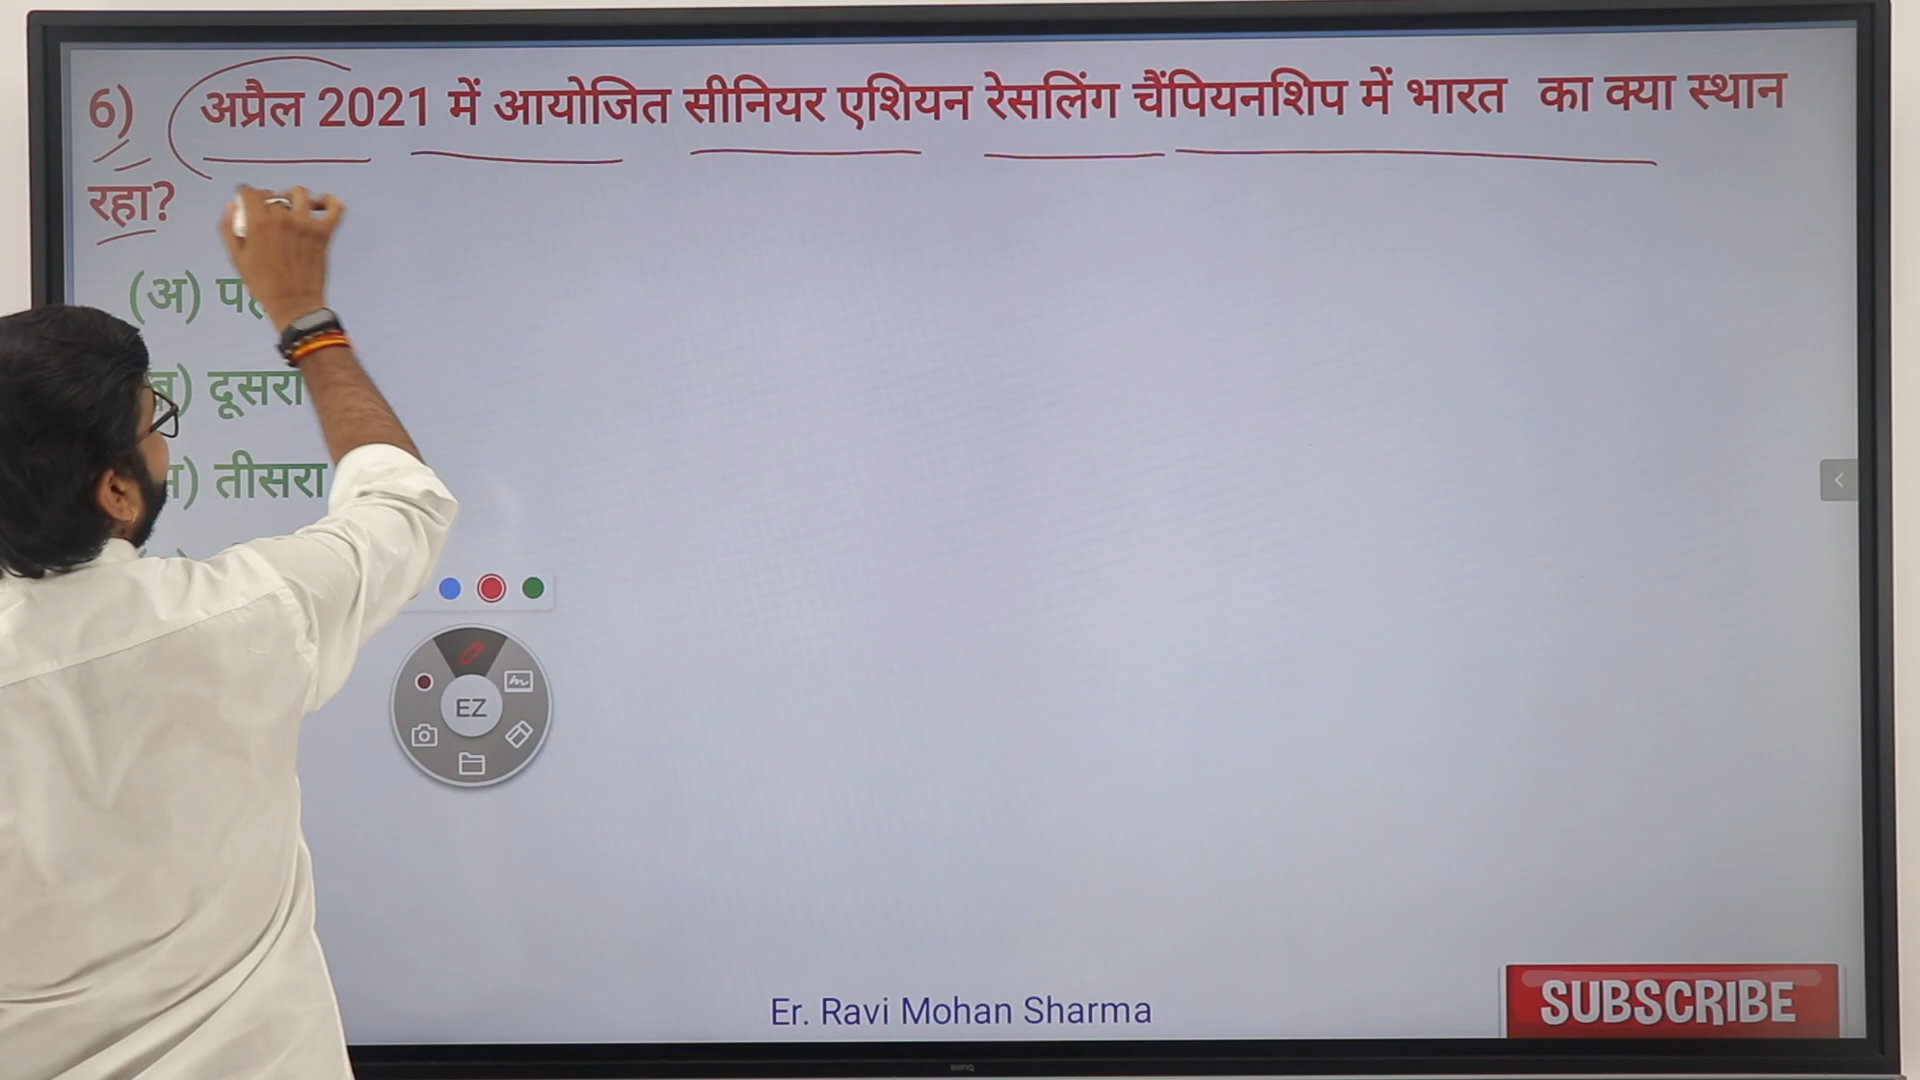 6) अप्रैल 2021 में आयोजित सीनियर एशियन रेसलिंग चैंपियनशिप में भारत का क्या स्थान
रहा?
(अ)
दूसरा
तीसरा
EZ
Er. Ravi Mohan Sharma
SUBSCRIBE
BenQ